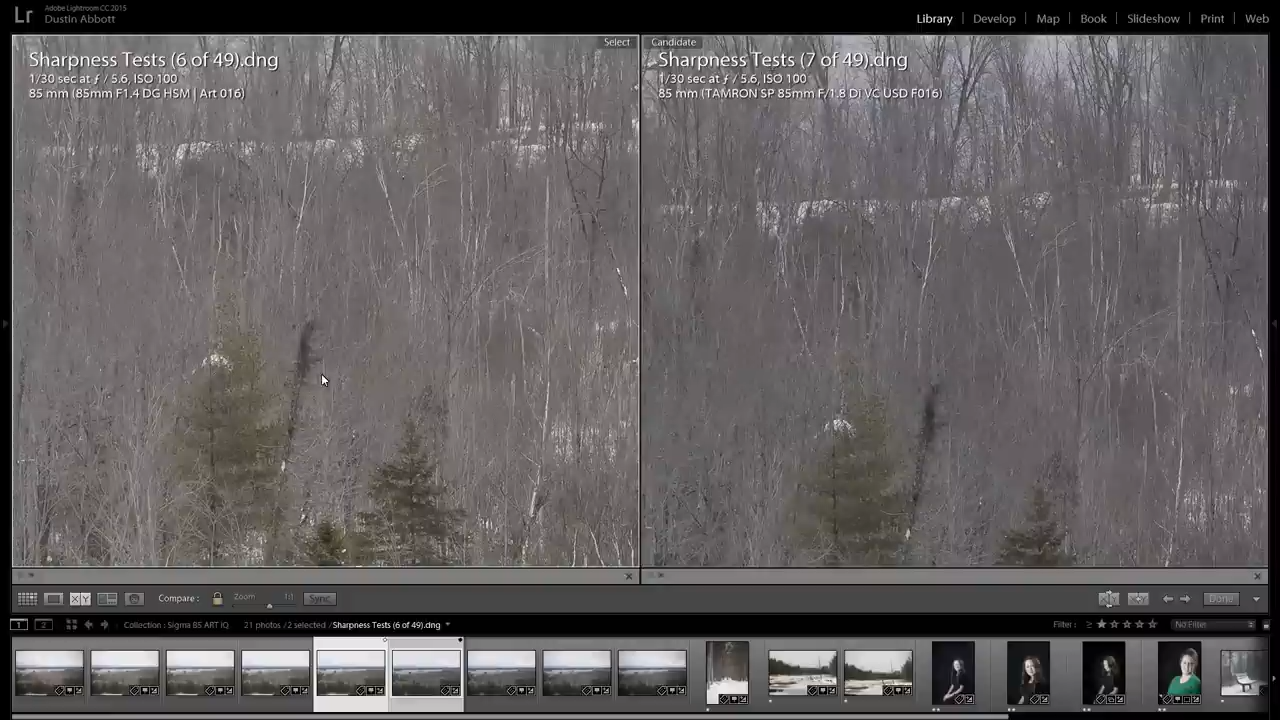 Lr
Adobe Lightroom CC 2015
Dustin Abbott
Library | Develop | Map | Book | Slideshow | Print | Web
Select
Sharpness Tests (6 of 49).dng
1/30 sec at ƒ / 5.6, ISO 100
85 mm (85mm F1.4 DG HSM | Art 016)
Candidate
Sharpness Tests (7 of 49).dng
1/30 sec at ƒ / 5.6, ISO 100
85 mm (TAMRON SP 85mm F/1.8 Di VC USD F016)
XY Compare : Zoom 1:1 Sync Done
1 2 Collection : Sigma 85 ART IQ 21 photos / 2 selected / Sharpness Tests (6 of 49).dng Filter : No Filter